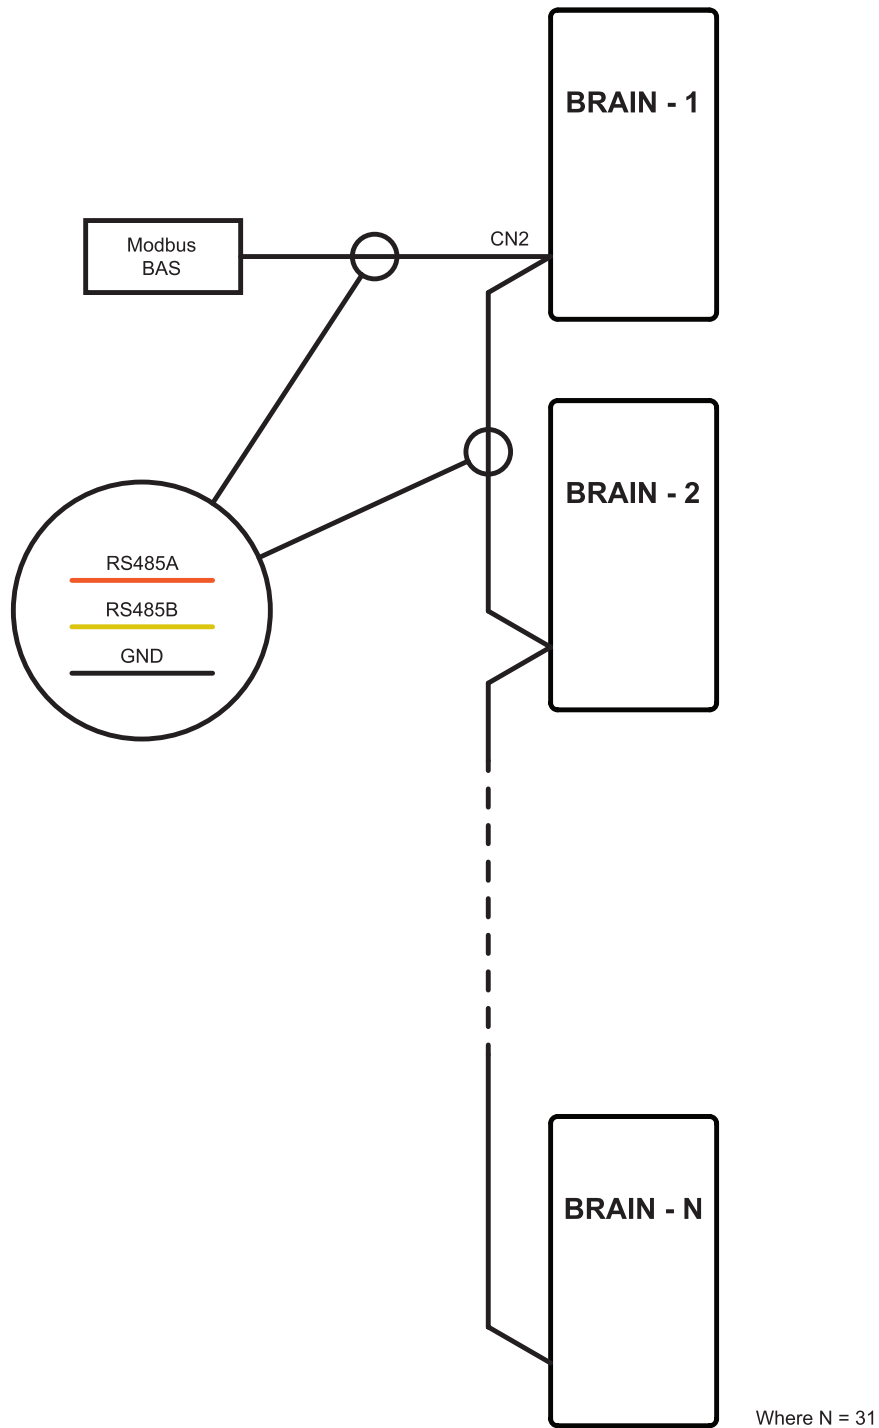 BRAIN - 1
CN2
Modbus
BAS
BRAIN - 2
RS485A
RS485B
GND
BRAIN - N
Where N = 31